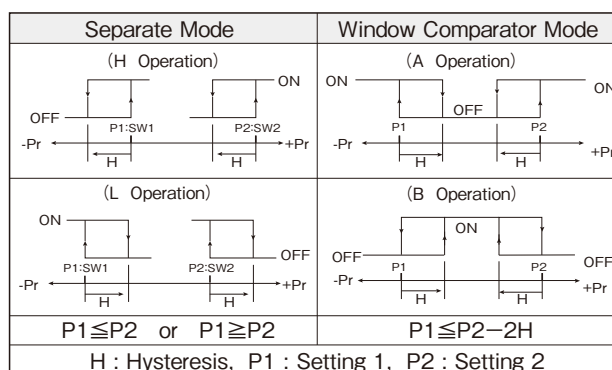 Separate Mode
Window Comparator Mode
(H Operation)
ON
OFF
P1:SW1
P2:SW2
-Pr
+Pr
H
H
(A Operation)
ON
ON
OFF
P1
P2
-Pr
+Pr
H
H
(L Operation)
ON
OFF
P1:SW1
P2:SW2
-Pr
+Pr
H
H
(B Operation)
ON
OFF
OFF
P1
P2
-Pr
+Pr
H
H
P1≦P2 or P1≧P2
P1≦P2−2H
H : Hysteresis, P1 : Setting 1, P2 : Setting 2